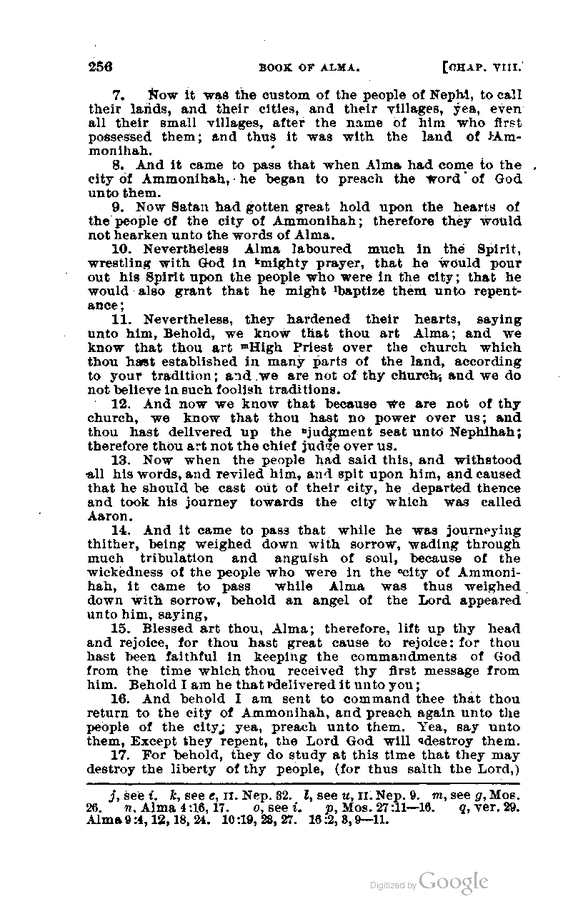 256 BOOK OF ALMA. [CHAP. VIII.
7. Now it was the custom of the people of Nephi, to call
their lands, and their cities, and their villages, yea, even
all their small villages, after the name of him who first
possessed them; and thus it was with the land of jAm-
monihah.
8. And it came to pass that when Alma had come to the
city of Ammonihah, he began to preach the word of God
unto them.
9. Now Satan had gotten great hold upon the hearts of
the people of the city of Ammonihah; therefore they would
not hearken unto the words of Alma.
10. Nevertheless Alma laboured much in the Spirit,
wrestling with God in kmighty prayer, that he would pour
out his Spirit upon the people who were in the city; that he
would also grant that he might lbaptize them unto repent-
ance;
11. Nevertheless, they hardened their hearts, saying
unto him, Behold, we know that thou art Alma; and we
know that thou art mHigh Priest over the church which
thou hast established in many parts of the land, according
to your tradition; and we are not of thy church, and we do
not believe in such foolish traditions.
12. And now we know that because we are not of thy
church, we know that thou hast no power over us; and
thou hast delivered up the njudgment seat unto Nephihah;
therefore thou art not the chief judge over us.
13. Now when the people had said this, and withstood
all his words, and reviled him, and spit upon him, and caused
that he should be cast out of their city, he departed thence
and took his journey towards the city which was called
Aaron.
14. And it came to pass that while he was journeying
thither, being weighed down with sorrow, wading through
much tribulation and anguish of soul, because of the
wickedness of the people who were in the ocity of Ammoni-
hah, it came to pass while Alma was thus weighed
down with sorrow, behold an angel of the Lord appeared
unto him, saying,
15. Blessed art thou, Alma; therefore, lift up thy head
and rejoice, for thou hast great cause to rejoice: for thou
hast been faithful in keeping the commandments of God
from the time which thou received thy first message from
him. Behold I am he that pdelivered it unto you;
16. And behold I am sent to command thee that thou
return to the city of Ammonihah, and preach again unto the
people of the city; yea, preach unto them. Yea, say unto
them, Except they repent, the Lord God will qdestroy them.
17. For behold, they do study at this time that they may
destroy the liberty of thy people, (for thus saith the Lord,)
j, see i. k, see e, II. Nep. 32. l, see u, II. Nep. 9. m, see g, Mos.
26. n, Alma 4:16, 17. o, see i. p, Mos. 27:11—16. q, ver. 29.
Alma 9:4, 12, 18, 24. 10:19, 23, 27. 16:2, 3, 9—11.
Digitized by Google